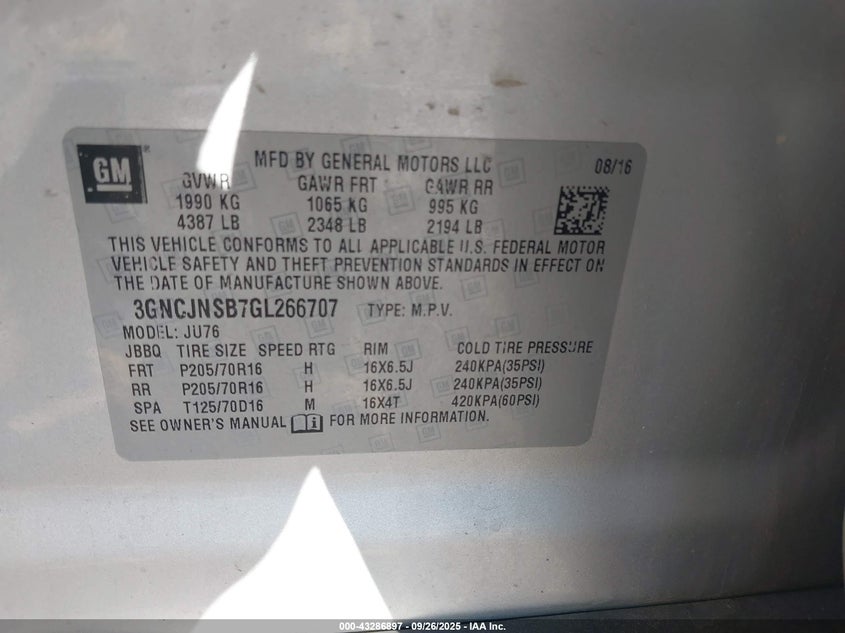 GM
MFD BY GENERAL MOTORS LLC 08/16
GVWR GAWR FRT GAWR RR
1990 KG 1065 KG 995 KG
4387 LB 2348 LB 2194 LB
THIS VEHICLE CONFORMS TO ALL APPLICABLE U.S. FEDERAL MOTOR
VEHICLE SAFETY AND THEFT PREVENTION STANDARDS IN EFFECT ON
THE DATE OF MANUFACTURE SHOWN ABOVE.
3GNCJNSB7GL266707 TYPE: M.P.V.
MODEL: JU76
JBBQ TIRE SIZE SPEED RTG RIM COLD TIRE PRESSURE
FRT P205/70R16 H 16X6.5J 240KPA(35PSI)
RR P205/70R16 H 16X6.5J 240KPA(35PSI)
SPA T125/70D16 M 16X4T 420KPA(60PSI)
SEE OWNER'S MANUAL FOR MORE INFORMATION.
000-43286897 - 09/26/2025 - IAA Inc.